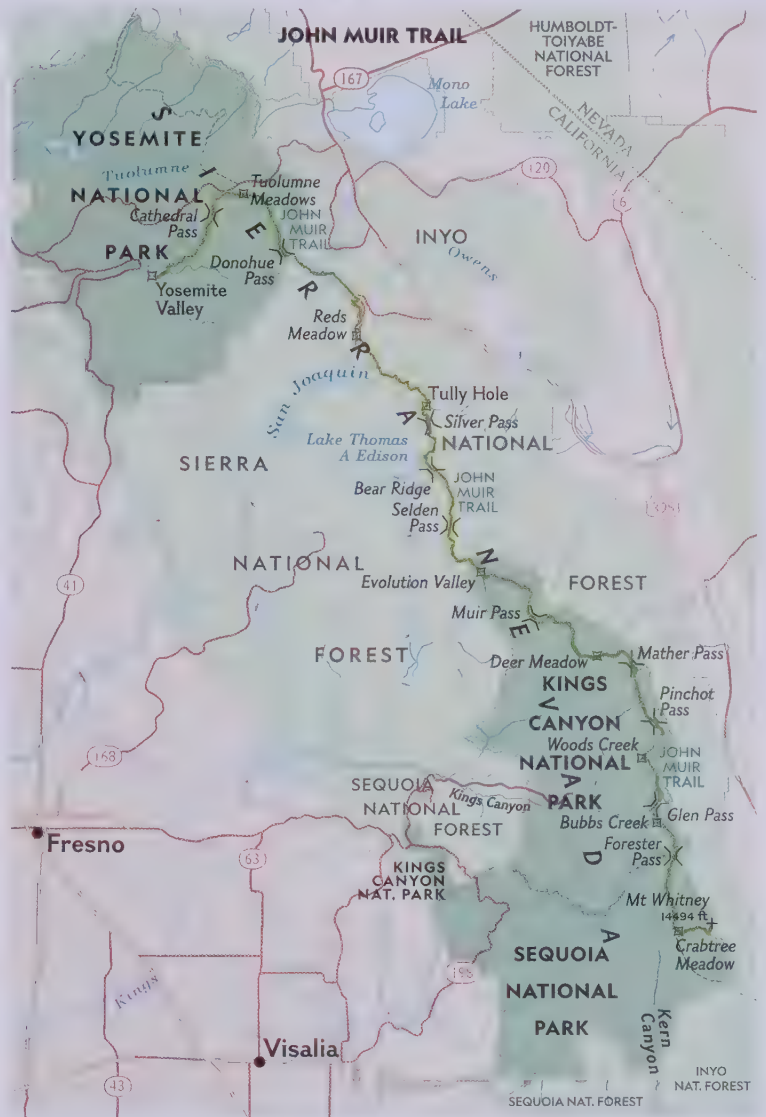 JOHN MUIR TRAIL
HUMBOLDT-
TOIYABE
NATIONAL
FOREST
167
Mono
Lake
NEVADA
CALIFORNIA
S I E R R A N E V A D A
YOSEMITE
NATIONAL
PARK
Tuolumne
Tuolumne
Meadows
Cathedral
Pass
JOHN
MUIR
TRAIL
120
6
Donohue
Pass
INYO
Owens
Yosemite
Valley
Reds
Meadow
San Joaquin
Tully Hole
Silver Pass
NATIONAL
Lake Thomas
A Edison
SIERRA
Bear Ridge
JOHN
MUIR
TRAIL
Selden
Pass
395
NATIONAL
Evolution Valley
FOREST
41
Muir Pass
FOREST
Deer Meadow
Mather Pass
KINGS
CANYON
NATIONAL
PARK
Pinchot
Pass
Woods Creek
JOHN
MUIR
TRAIL
168
SEQUOIA
NATIONAL
FOREST
Kings Canyon
Glen Pass
Bubbs Creek
Fresno
63
Forester
Pass
KINGS
CANYON
NAT. PARK
Mt Whitney
14494 ft
Crabtree
Meadow
SEQUOIA
NATIONAL
PARK
198
Kings
Kern
Canyon
Visalia
43
INYO
NAT. FOREST
SEQUOIA NAT. FOREST